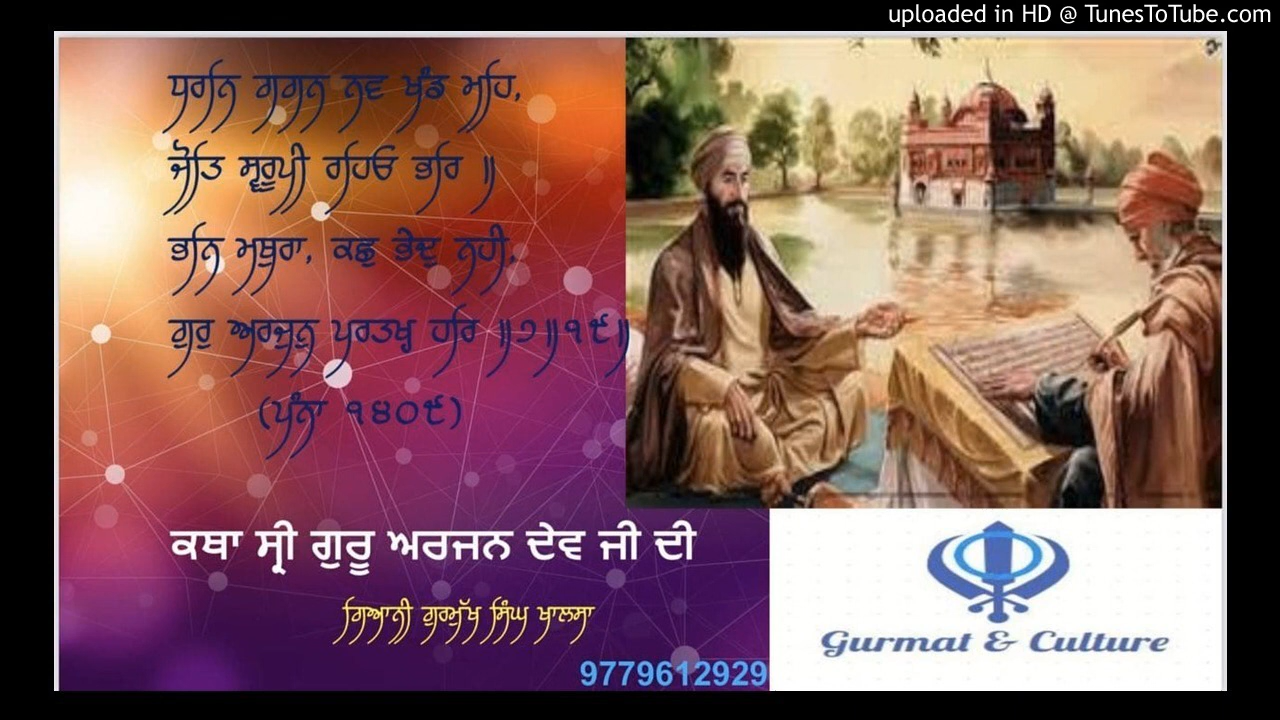 uploaded in HD @ TunesToTube.com
ਧਰਨਿ ਗਗਨ ਨਵ ਖੰਡ ਮਹਿ,
ਜੋਤਿ ਸ੍ਵਰੂਪੀ ਰਹਿਓ ਭਰਿ ॥
ਭਨਿ ਮਥੁਰਾ, ਕਛੁ ਭੇਦੁ ਨਹੀ,
ਗੁਰੁ ਅਰਜੁਨੁ ਪਰਤਖੵ ਹਰਿ ॥੭॥੧੯॥
(ਪੰਨਾ ੧੪੦੯)
ਕਥਾ ਸ੍ਰੀ ਗੁਰੂ ਅਰਜਨ ਦੇਵ ਜੀ ਦੀ
ਗਿਆਨੀ ਗੁਰਮੁੱਖ ਸਿੰਘ ਖਾਲਸਾ
9779612929
Gurmat & Culture